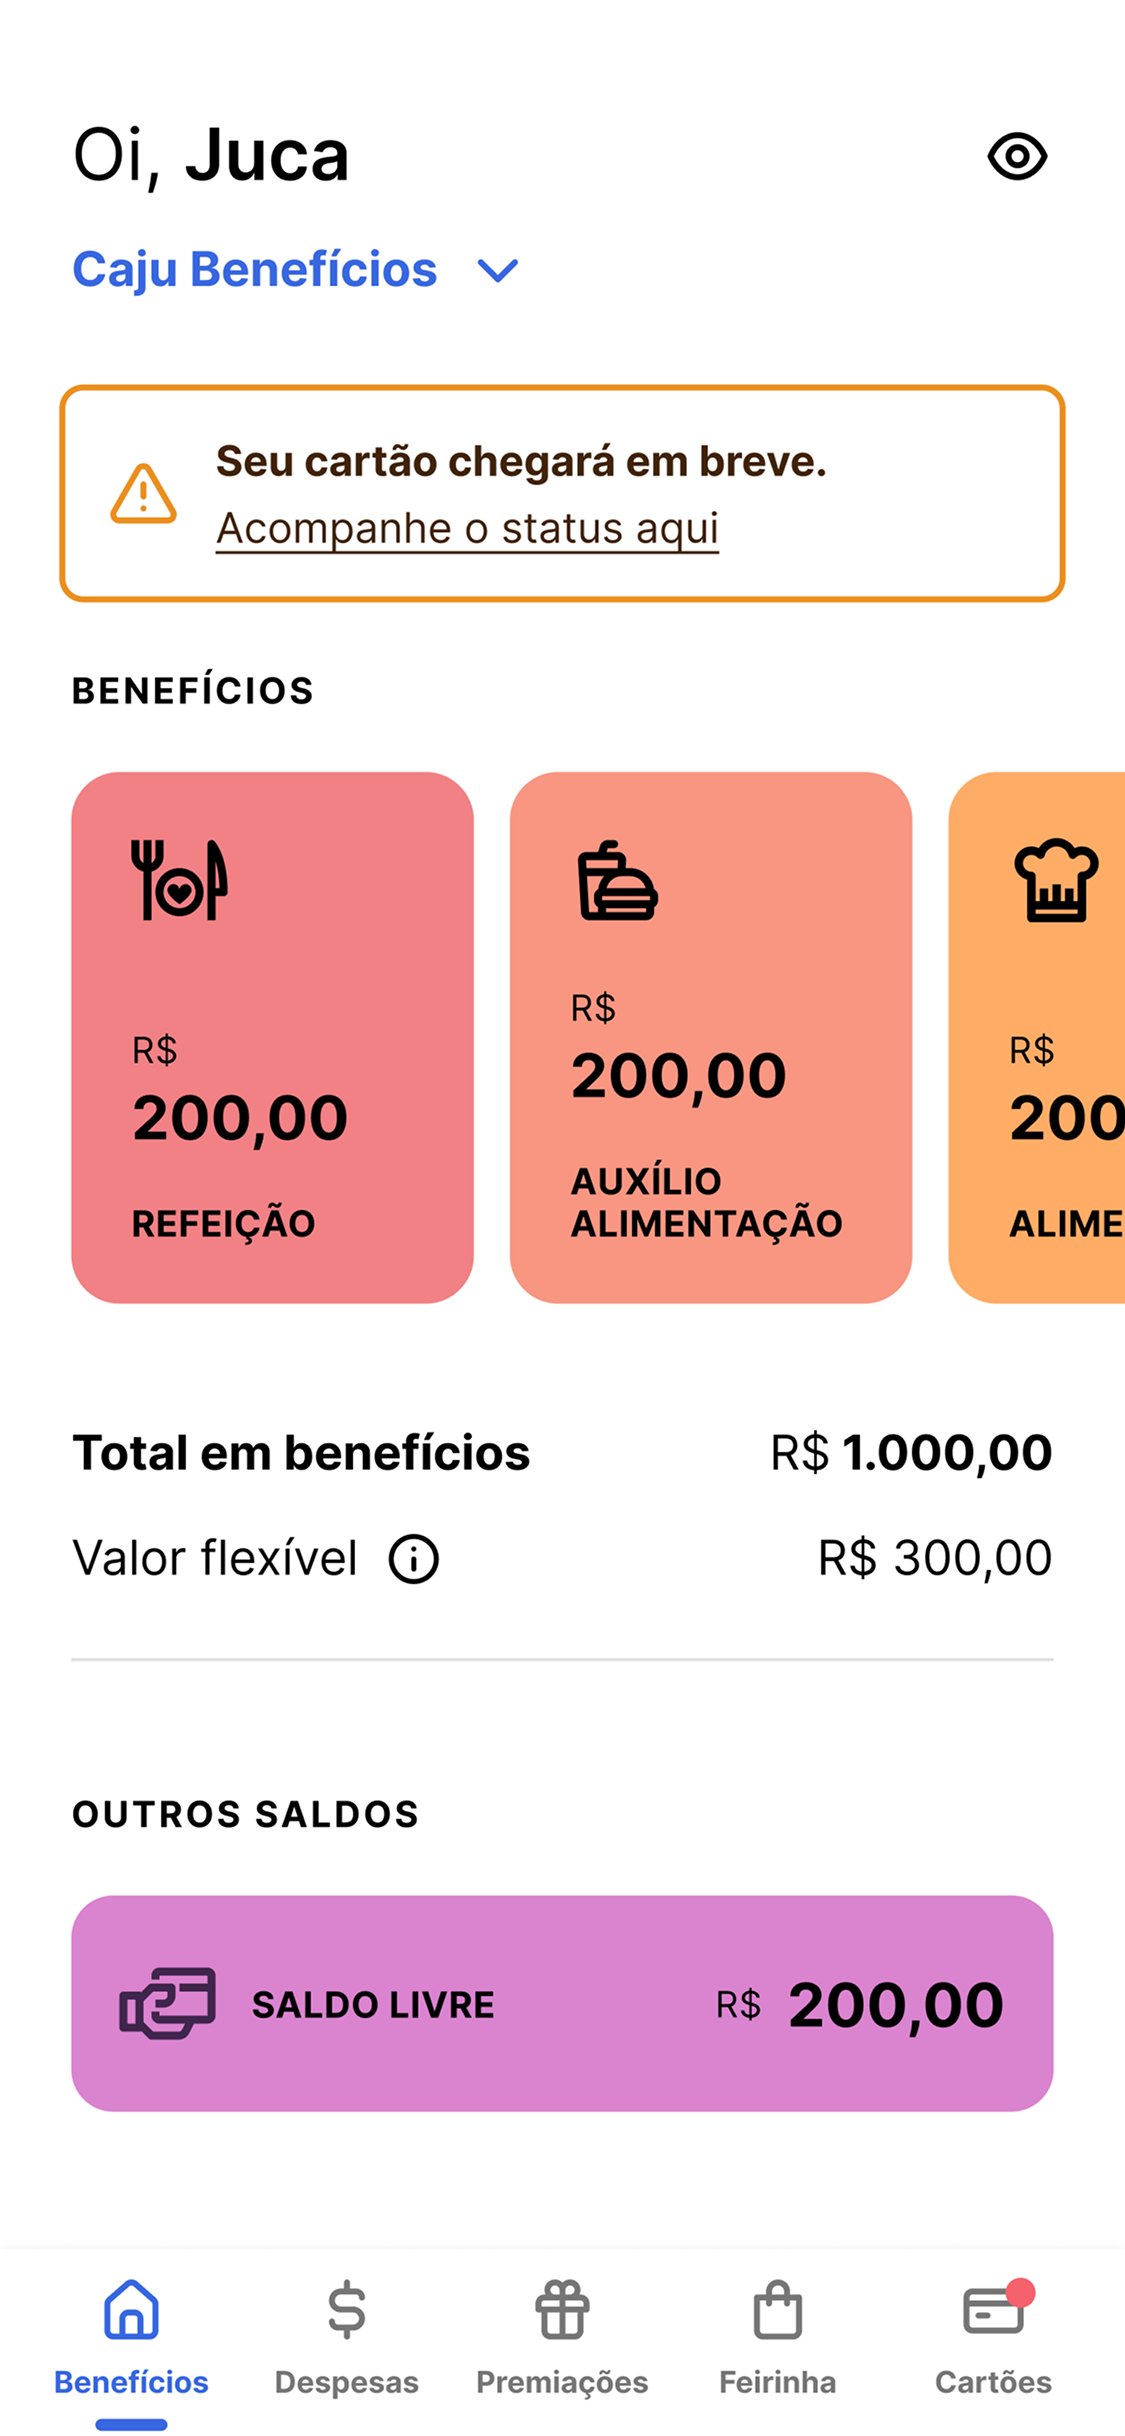 Oi, Juca
Caju Benefícios
Seu cartão chegará em breve.
Acompanhe o status aqui
BENEFÍCIOS
R$
200,00
REFEIÇÃO
R$
200,00
AUXÍLIO
ALIMENTAÇÃO
R$
200
ALIME
Total em benefícios R$ 1.000,00
Valor flexível R$ 300,00
OUTROS SALDOS
SALDO LIVRE R$ 200,00
Benefícios Despesas Premiações Feirinha Cartões